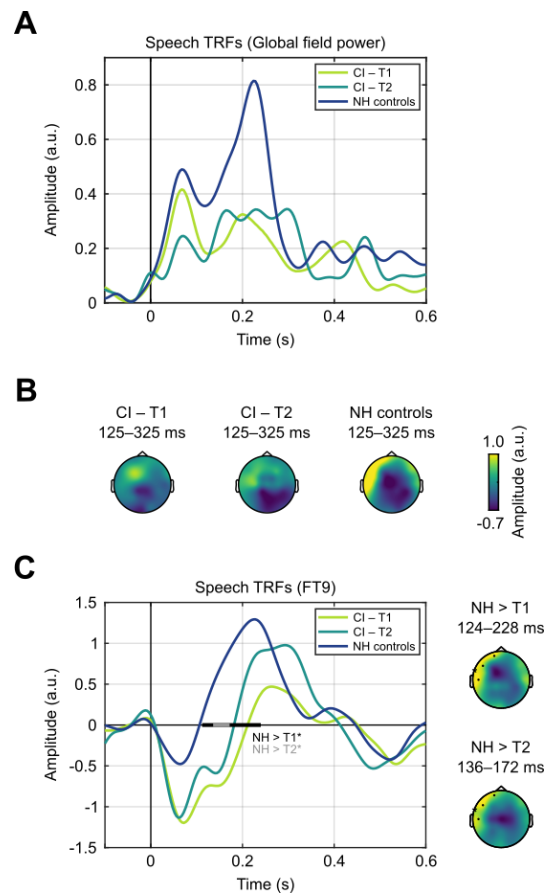 A
Speech TRFs (Global field power)
CI – T1
CI – T2
NH controls
Amplitude (a.u.)
0.8
0.6
0.4
0.2
0
0
0.2
0.4
0.6
Time (s)
B
CI – T1
125–325 ms
CI – T2
125–325 ms
NH controls
125–325 ms
1.0
-0.7
Amplitude (a.u.)
C
Speech TRFs (FT9)
CI – T1
CI – T2
NH controls
Amplitude (a.u.)
1.5
1
0.5
0
-0.5
-1
-1.5
NH > T1*
NH > T2*
0
0.2
0.4
0.6
Time (s)
NH > T1
124–228 ms
NH > T2
136–172 ms